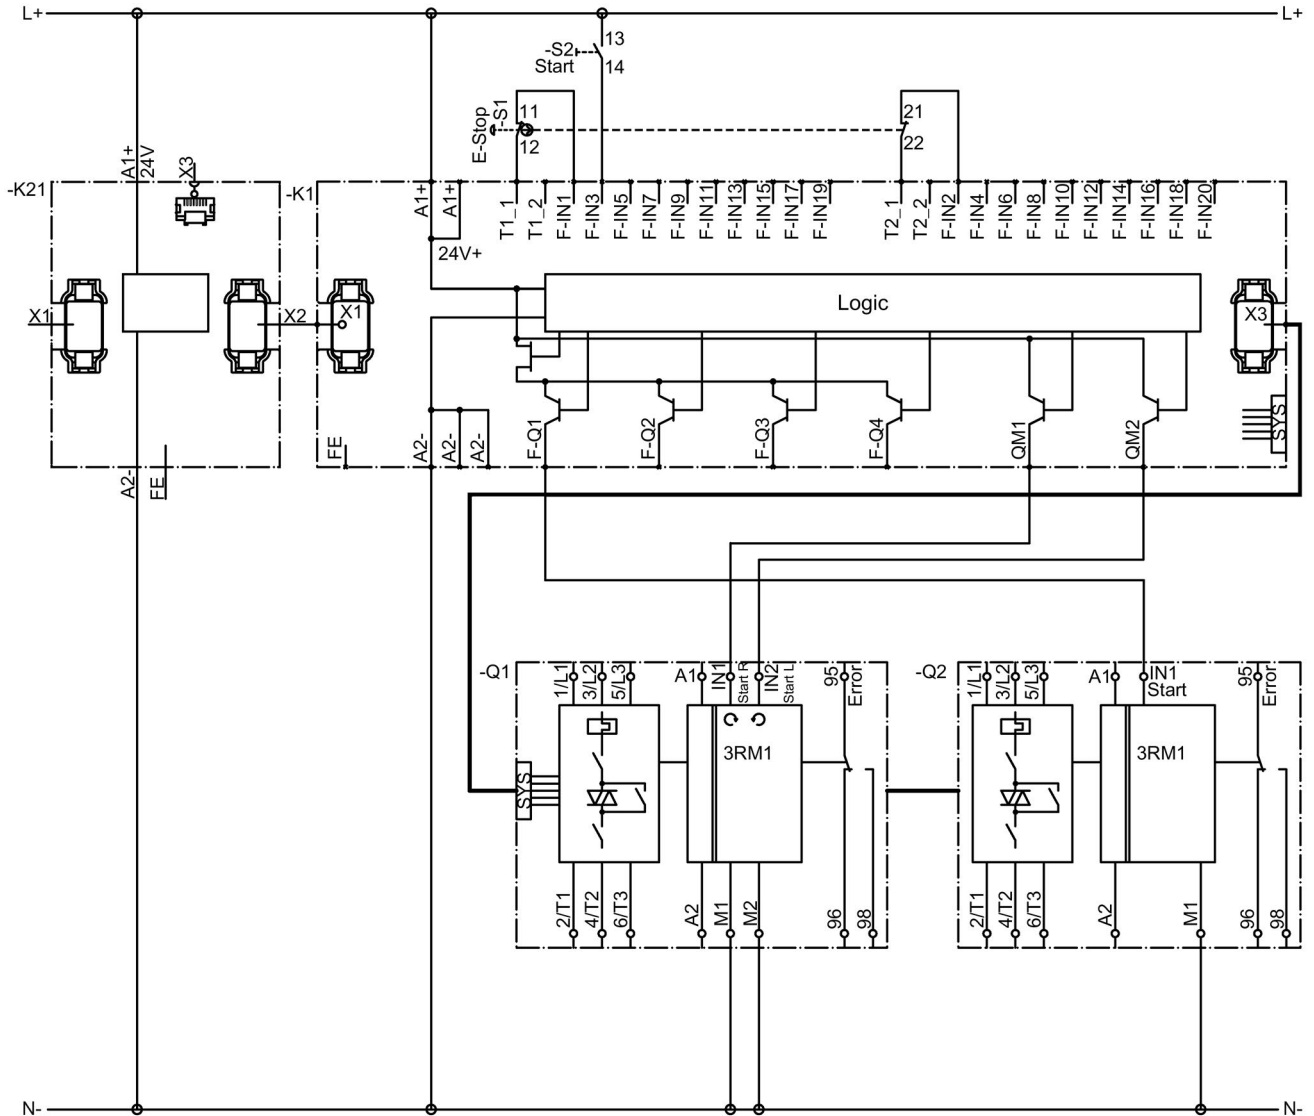 L+ L+
13
-S2
Start
14
E-Stop
-S1
11
12
21
22
A1+
24V
X3
-K21
-K1
A1+ A1+ T1_1 T1_2 F-IN1 F-IN3 F-IN5 F-IN7 F-IN9 F-IN11 F-IN13 F-IN15 F-IN17 F-IN19 T2_1 T2_2 F-IN2 F-IN4 F-IN6 F-IN8 F-IN10 F-IN12 F-IN14 F-IN16 F-IN18 F-IN20
24V+
Logic
X1 X2 X1 X3
SYS
A2- FE FE A2- A2- A2- F-Q1 F-Q2 F-Q3 F-Q4 QM1 QM2
-Q1 1/L1 3/L2 5/L3 A1 IN1 Start R IN2 Start L 95 Error
-Q2 1/L1 3/L2 5/L3 A1 IN1 Start 95 Error
3RM1 3RM1
SYS
2/T1 4/T2 6/T3 A2 M1 M2 96 98
2/T1 4/T2 6/T3 A2 M1 96 98
N- N-